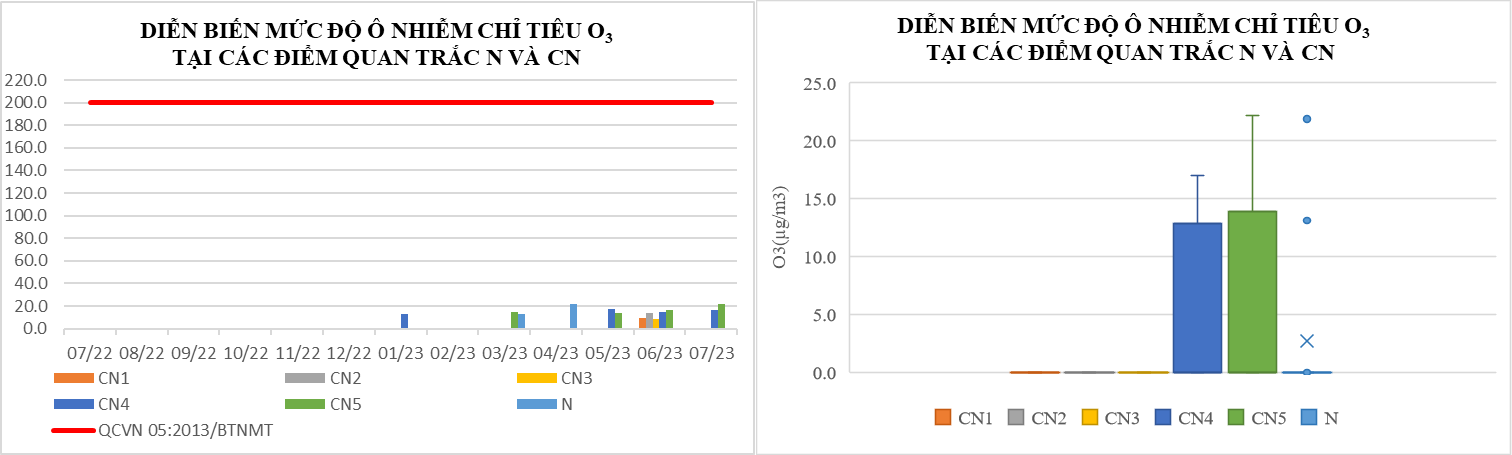 DIỄN BIẾN MỨC ĐỘ Ô NHIỄM CHỈ TIÊU O₃
TẠI CÁC ĐIỂM QUAN TRẮC N VÀ CN
220.0
200.0
180.0
160.0
140.0
120.0
100.0
80.0
60.0
40.0
20.0
0.0
07/22 08/22 09/22 10/22 11/22 12/22 01/23 02/23 03/23 04/23 05/23 06/23 07/23
CN1 CN2 CN3
CN4 CN5 N
QCVN 05:2013/BTNMT
DIỄN BIẾN MỨC ĐỘ Ô NHIỄM CHỈ TIÊU O₃
TẠI CÁC ĐIỂM QUAN TRẮC N VÀ CN
O3(µg/m3)
25.0
20.0
15.0
10.0
5.0
0.0
CN1 CN2 CN3 CN4 CN5 N